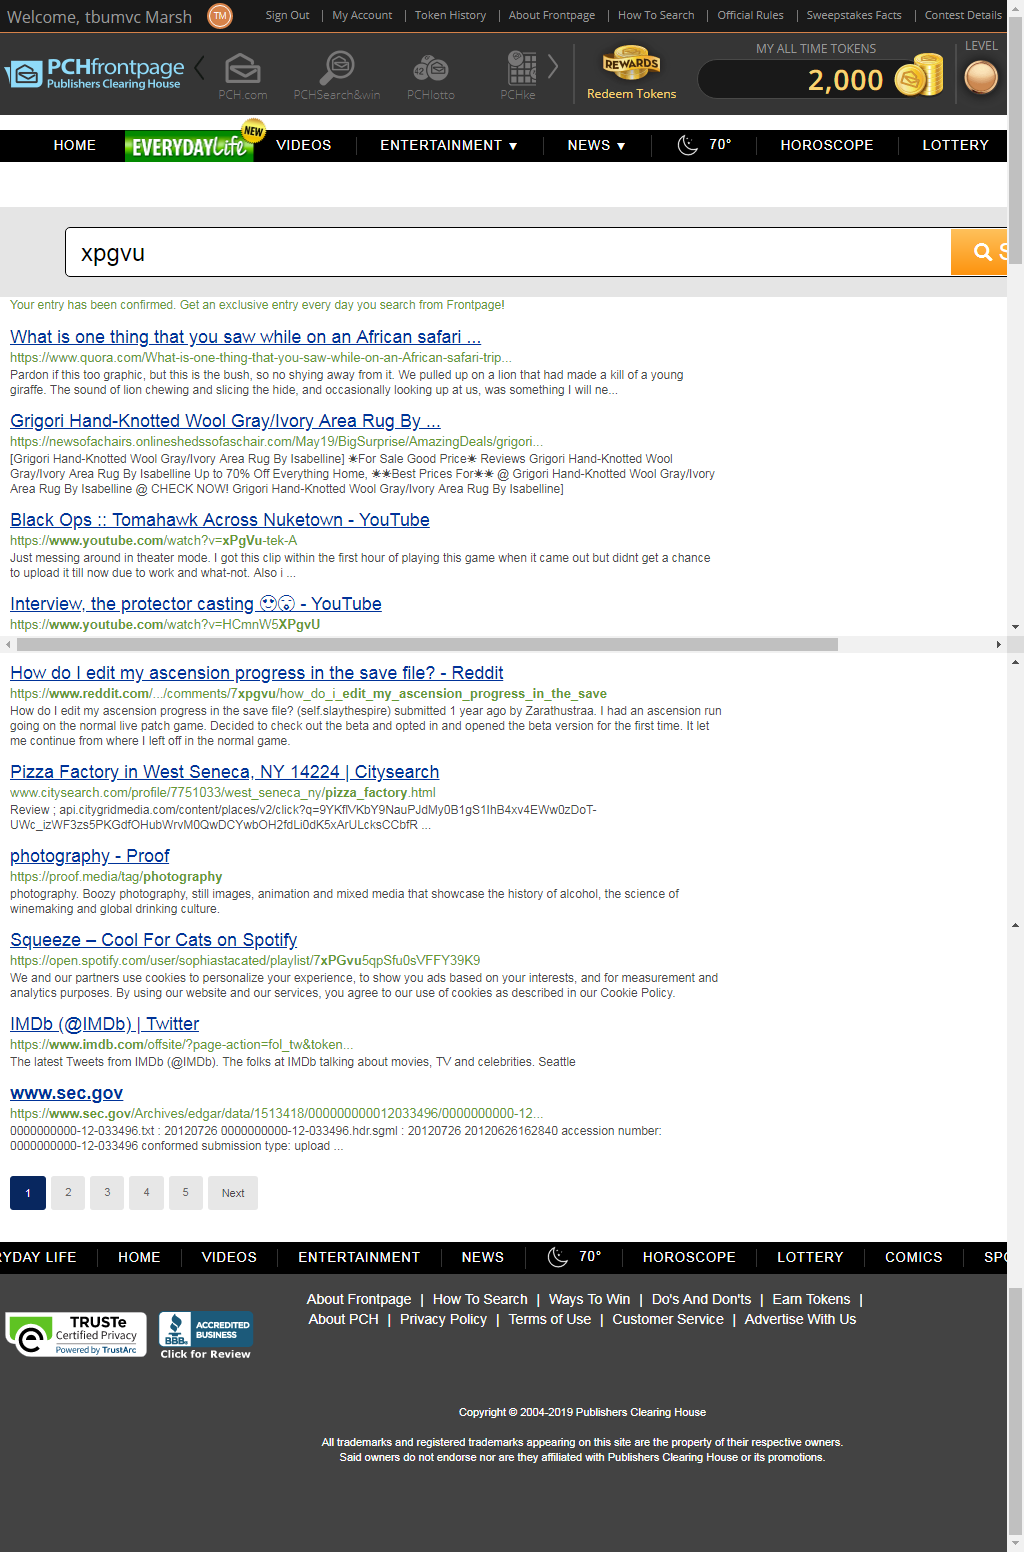 Welcome, tbumvc Marsh TM Sign Out | My Account | Token History | About Frontpage | How To Search | Official Rules | Sweepstakes Facts | Contest Details
PCHfrontpage
Publishers Clearing House
PCH.com PCHSearch&win PCHlotto PCHke
REWARDS
Redeem Tokens
MY ALL TIME TOKENS
2,000
LEVEL
HOME EVERYDAY Life NEW VIDEOS ENTERTAINMENT ▼ NEWS ▼ 70° HOROSCOPE LOTTERY
xpgvu S
Your entry has been confirmed. Get an exclusive entry every day you search from Frontpage!
What is one thing that you saw while on an African safari ...
https://www.quora.com/What-is-one-thing-that-you-saw-while-on-an-African-safari-trip...
Pardon if this too graphic, but this is the bush, so no shying away from it. We pulled up on a lion that had made a kill of a young
giraffe. The sound of lion chewing and slicing the hide, and occasionally looking up at us, was something I will ne...
Grigori Hand-Knotted Wool Gray/Ivory Area Rug By ...
https://newsofachairs.onlineshedssofaschair.com/May19/BigSurprise/AmazingDeals/grigori...
[Grigori Hand-Knotted Wool Gray/Ivory Area Rug By Isabelline] ☀For Sale Good Price☀ Reviews Grigori Hand-Knotted Wool
Gray/Ivory Area Rug By Isabelline Up to 70% Off Everything Home, ☀☀Best Prices For☀☀ @ Grigori Hand-Knotted Wool Gray/Ivory
Area Rug By Isabelline @ CHECK NOW! Grigori Hand-Knotted Wool Gray/Ivory Area Rug By Isabelline]
Black Ops :: Tomahawk Across Nuketown - YouTube
https://www.youtube.com/watch?v=xPgVu-tek-A
Just messing around in theater mode. I got this clip within the first hour of playing this game when it came out but didnt get a chance
to upload it till now due to work and what-not. Also i ...
Interview, the protector casting 😍😘 - YouTube
https://www.youtube.com/watch?v=HCmnW5XPgvU
How do I edit my ascension progress in the save file? - Reddit
https://www.reddit.com/.../comments/7xpgvu/how_do_i_edit_my_ascension_progress_in_the_save
How do I edit my ascension progress in the save file? (self.slaythespire) submitted 1 year ago by Zarathustraa. I had an ascension run
going on the normal live patch game. Decided to check out the beta and opted in and opened the beta version for the first time. It let
me continue from where I left off in the normal game.
Pizza Factory in West Seneca, NY 14224 | Citysearch
www.citysearch.com/profile/7751033/west_seneca_ny/pizza_factory.html
Review ; api.citygridmedia.com/content/places/v2/click?q=9YKflVKbY9NauPJdMy0B1gS1IhB4xv4EWw0zDoT-
UWc_izWF3zs5PKGdfOHubWrvM0QwDCYwbOH2fdLi0dK5xArULcksCCbfR ...
photography - Proof
https://proof.media/tag/photography
photography. Boozy photography, still images, animation and mixed media that showcase the history of alcohol, the science of
winemaking and global drinking culture.
Squeeze – Cool For Cats on Spotify
https://open.spotify.com/user/sophiastacated/playlist/7xPGvu5qpSfu0sVFFY39K9
We and our partners use cookies to personalize your experience, to show you ads based on your interests, and for measurement and
analytics purposes. By using our website and our services, you agree to our use of cookies as described in our Cookie Policy.
IMDb (@IMDb) | Twitter
https://www.imdb.com/offsite/?page-action=fol_tw&token...
The latest Tweets from IMDb (@IMDb). The folks at IMDb talking about movies, TV and celebrities. Seattle
www.sec.gov
https://www.sec.gov/Archives/edgar/data/1513418/000000000012033496/0000000000-12...
0000000000-12-033496.txt : 20120726 0000000000-12-033496.hdr.sgml : 20120726 20120626162840 accession number:
0000000000-12-033496 conformed submission type: upload ...
1 2 3 4 5 Next
RYDAY LIFE HOME VIDEOS ENTERTAINMENT NEWS 70° HOROSCOPE LOTTERY COMICS SPO
About Frontpage | How To Search | Ways To Win | Do's And Don'ts | Earn Tokens |
About PCH | Privacy Policy | Terms of Use | Customer Service | Advertise With Us
TRUSTe
Certified Privacy
Powered by TrustArc
BBB.
ACCREDITED
BUSINESS
Click for Review
Copyright © 2004-2019 Publishers Clearing House
All trademarks and registered trademarks appearing on this site are the property of their respective owners.
Said owners do not endorse nor are they affiliated with Publishers Clearing House or its promotions.